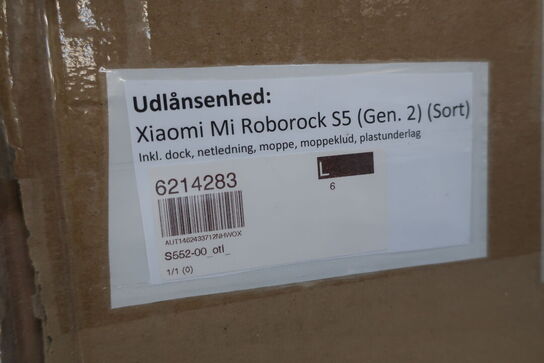 Udlånsenhed:
Xiaomi Mi Roborock S5 (Gen. 2) (Sort)
Inkl. dock, netledning, moppe, moppeklud, plastunderlag
6214283
L
6
AUT1462433712NHWOX
S552-00_otl_
1/1 (0)